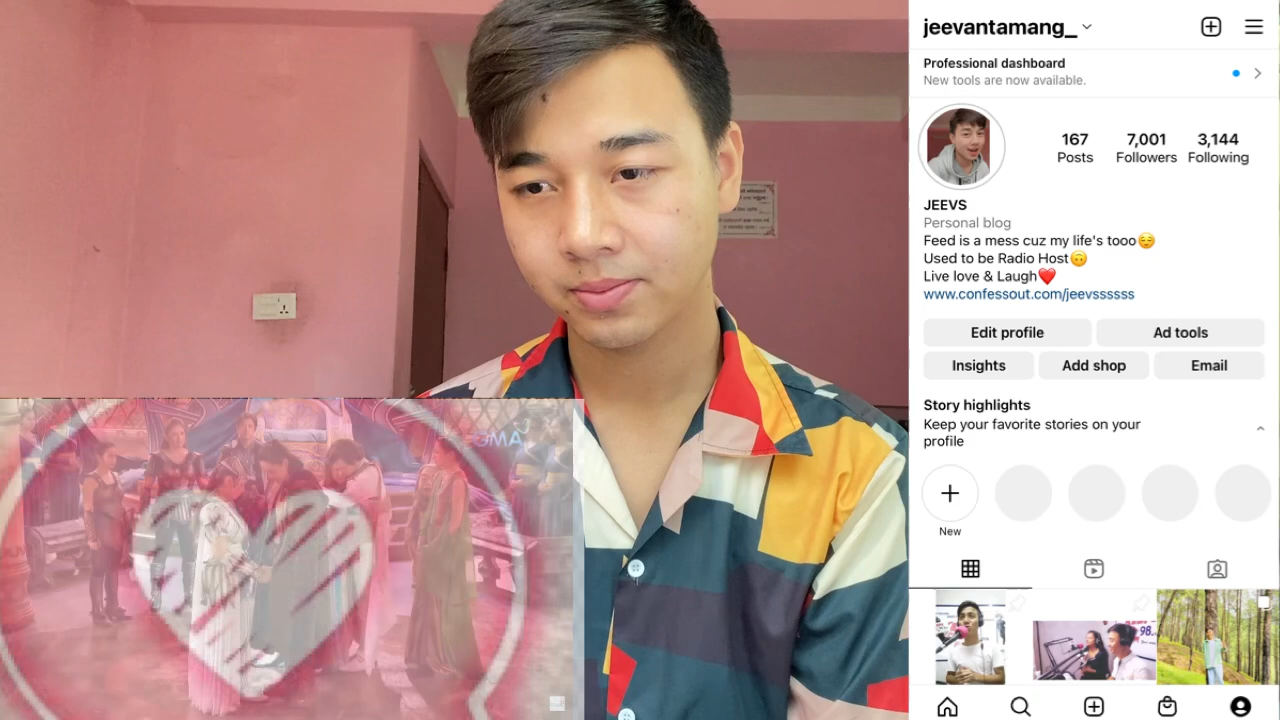 jeevantamang_
Professional dashboard
New tools are now available.
167 7,001 3,144
Posts Followers Following
JEEVS
Personal blog
Feed is a mess cuz my life's tooo😌
Used to be Radio Host🙃
Live love & Laugh❤️
www.confessout.com/jeevssssss
Edit profile Ad tools
Insights Add shop Email
Story highlights
Keep your favorite stories on your
profile
New
98.